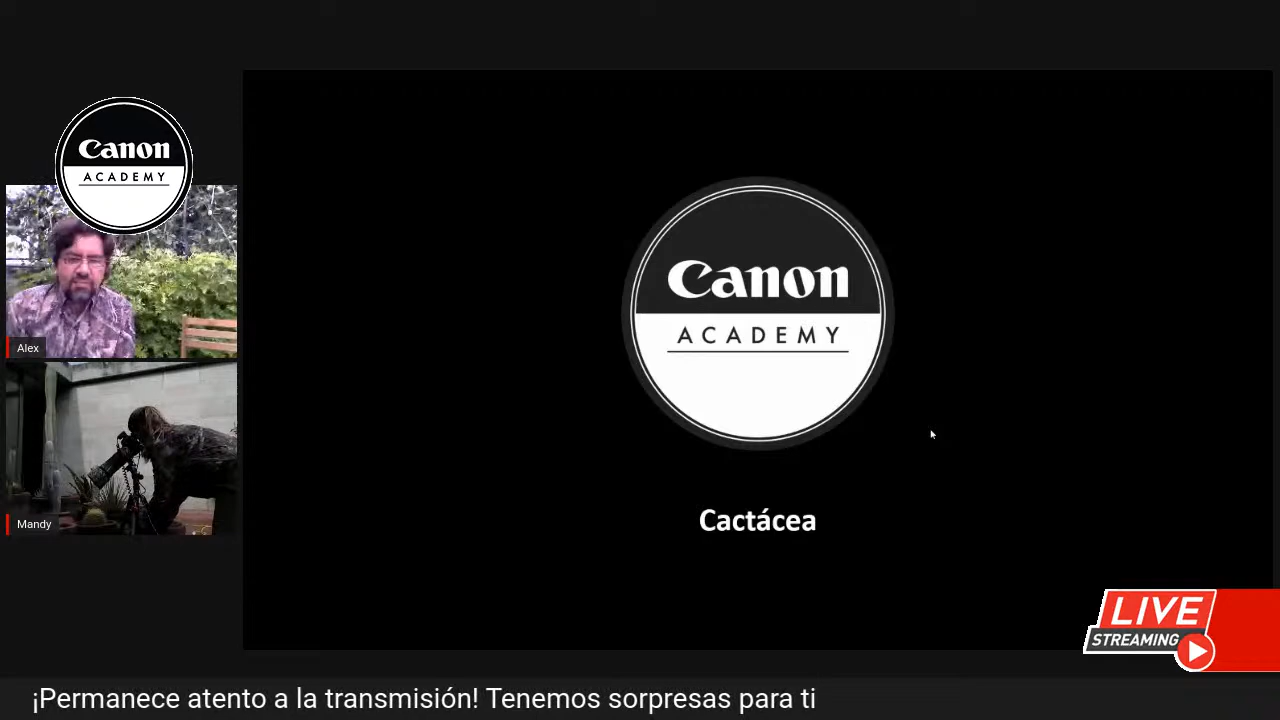 Canon
ACADEMY
Alex
Mandy
Canon
ACADEMY
Cactácea
LIVE
STREAMING
¡Permanece atento a la transmisión! Tenemos sorpresas para ti